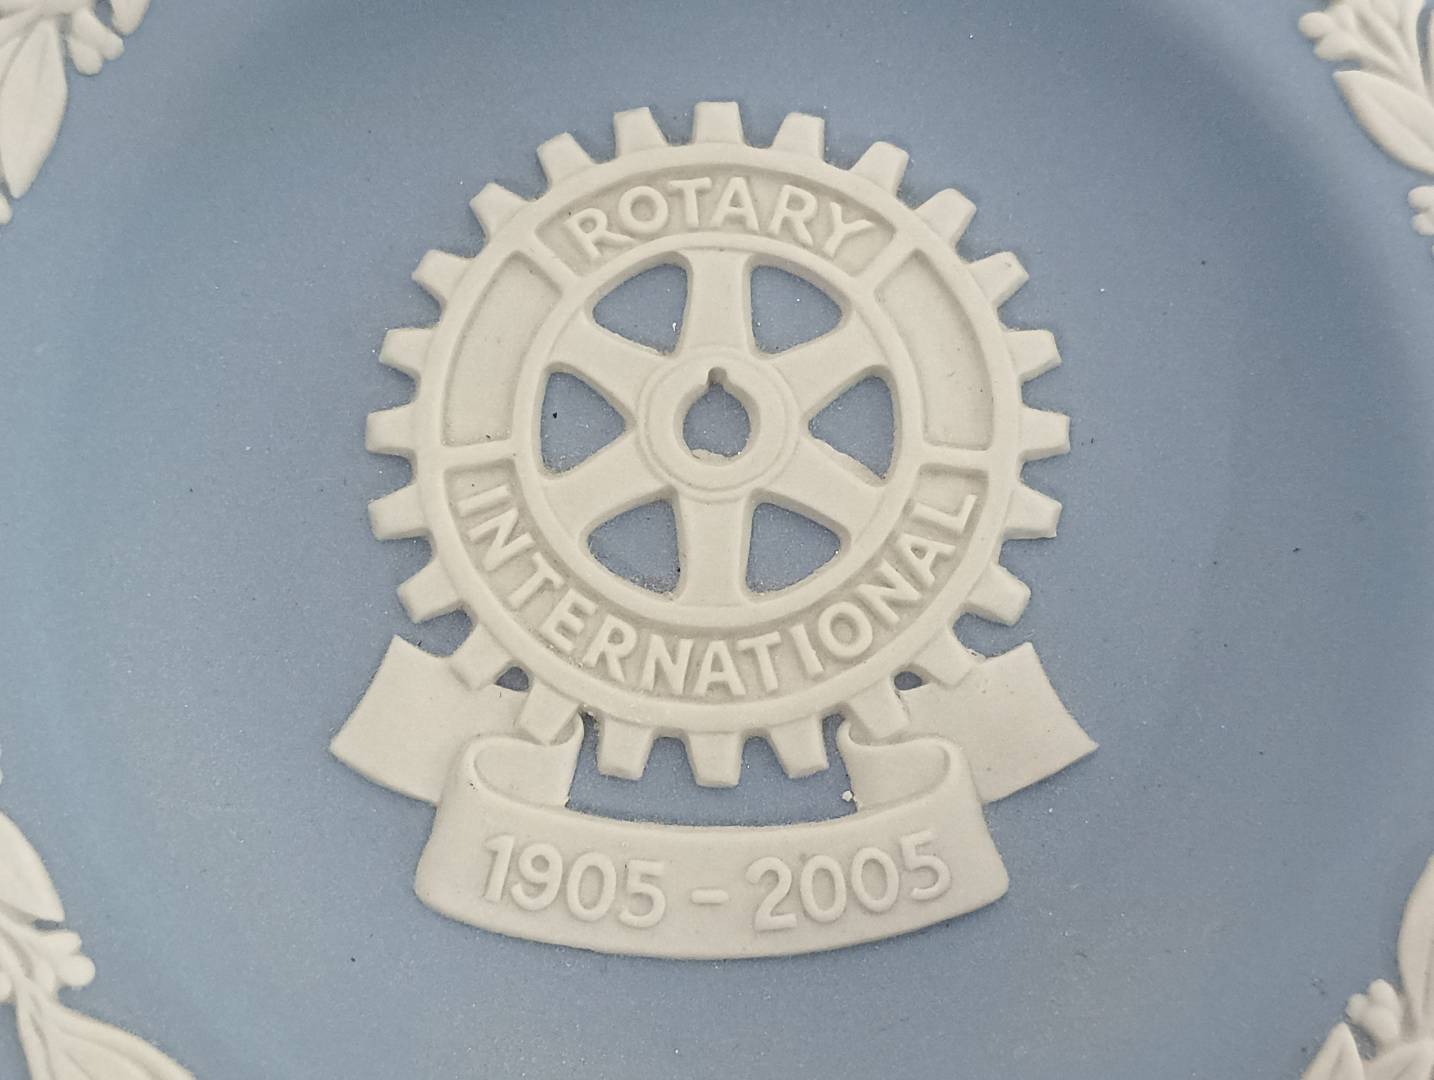 ROTARY
INTERNATIONAL
1905 - 2005